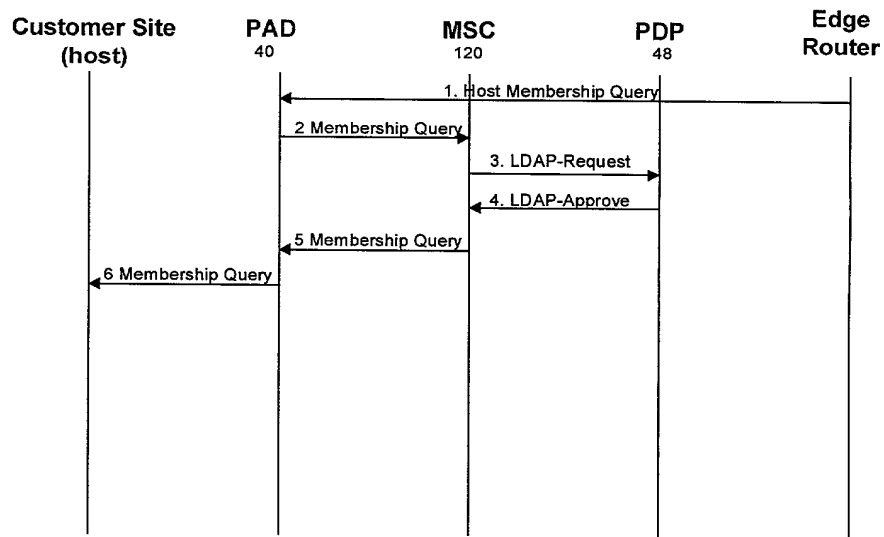 Customer Site
(host)
PAD
40
MSC
120
PDP
48
Edge
Router
1. Host Membership Query
2 Membership Query
3. LDAP-Request
4. LDAP-Approve
5 Membership Query
6 Membership Query